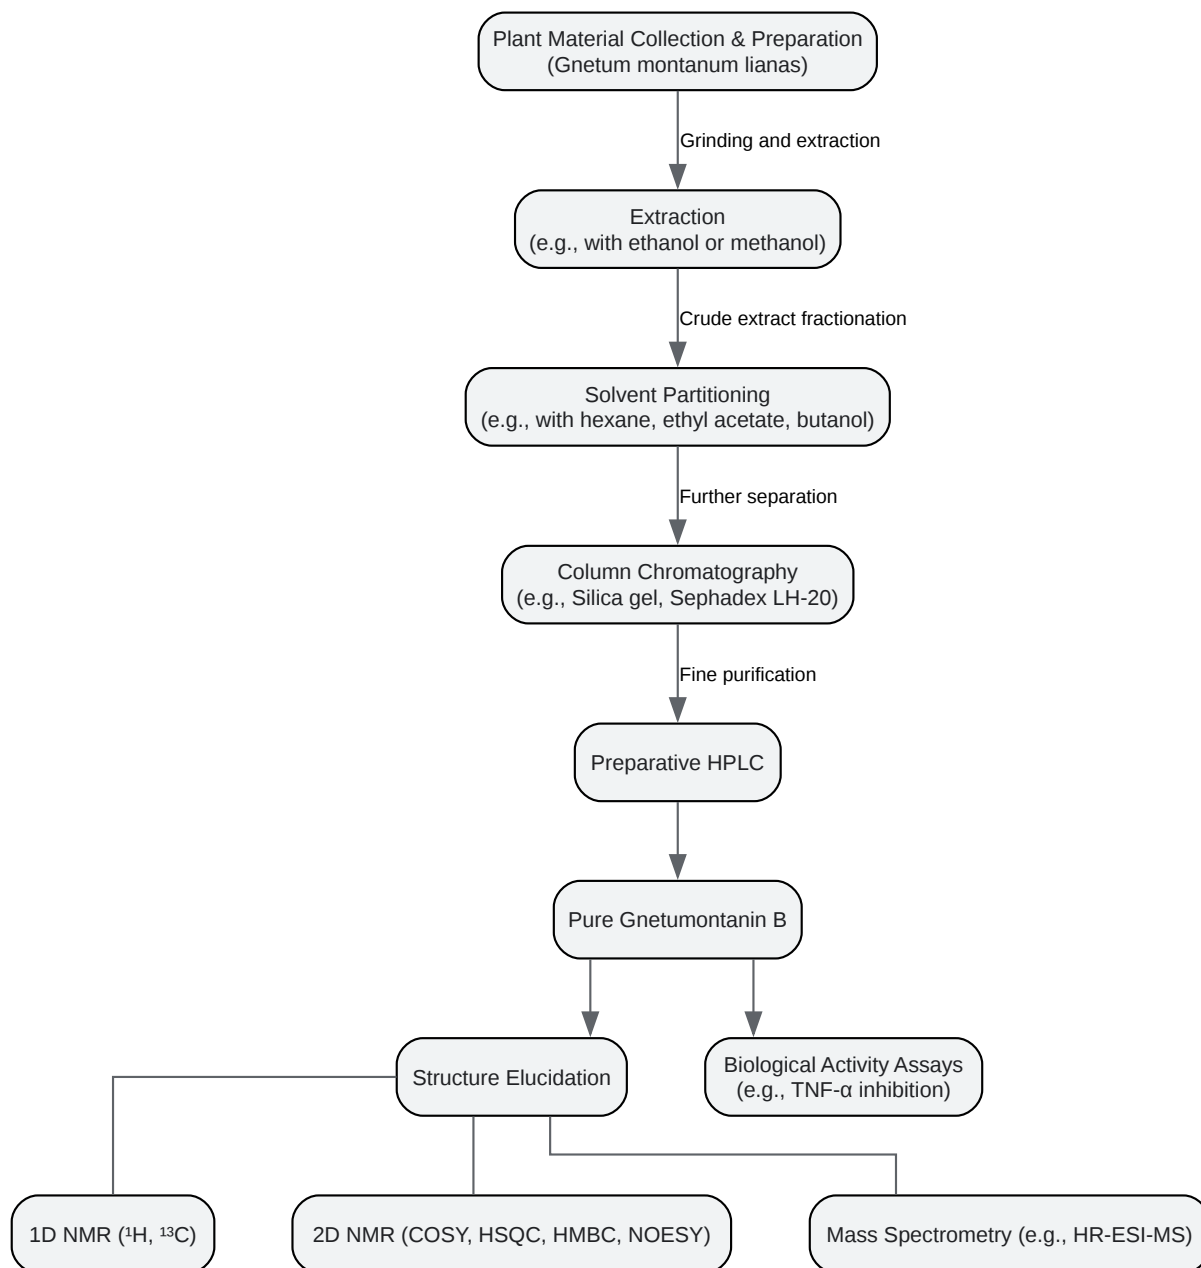 Plant Material Collection & Preparation
(Gnetum montanum lianas)
Grinding and extraction
Extraction
(e.g., with ethanol or methanol)
Crude extract fractionation
Solvent Partitioning
(e.g., with hexane, ethyl acetate, butanol)
Further separation
Column Chromatography
(e.g., Silica gel, Sephadex LH-20)
Fine purification
Preparative HPLC
Pure Gnetumontanin B
Structure Elucidation
Biological Activity Assays
(e.g., TNF-α inhibition)
1D NMR (¹H, ¹³C)
2D NMR (COSY, HSQC, HMBC, NOESY)
Mass Spectrometry (e.g., HR-ESI-MS)